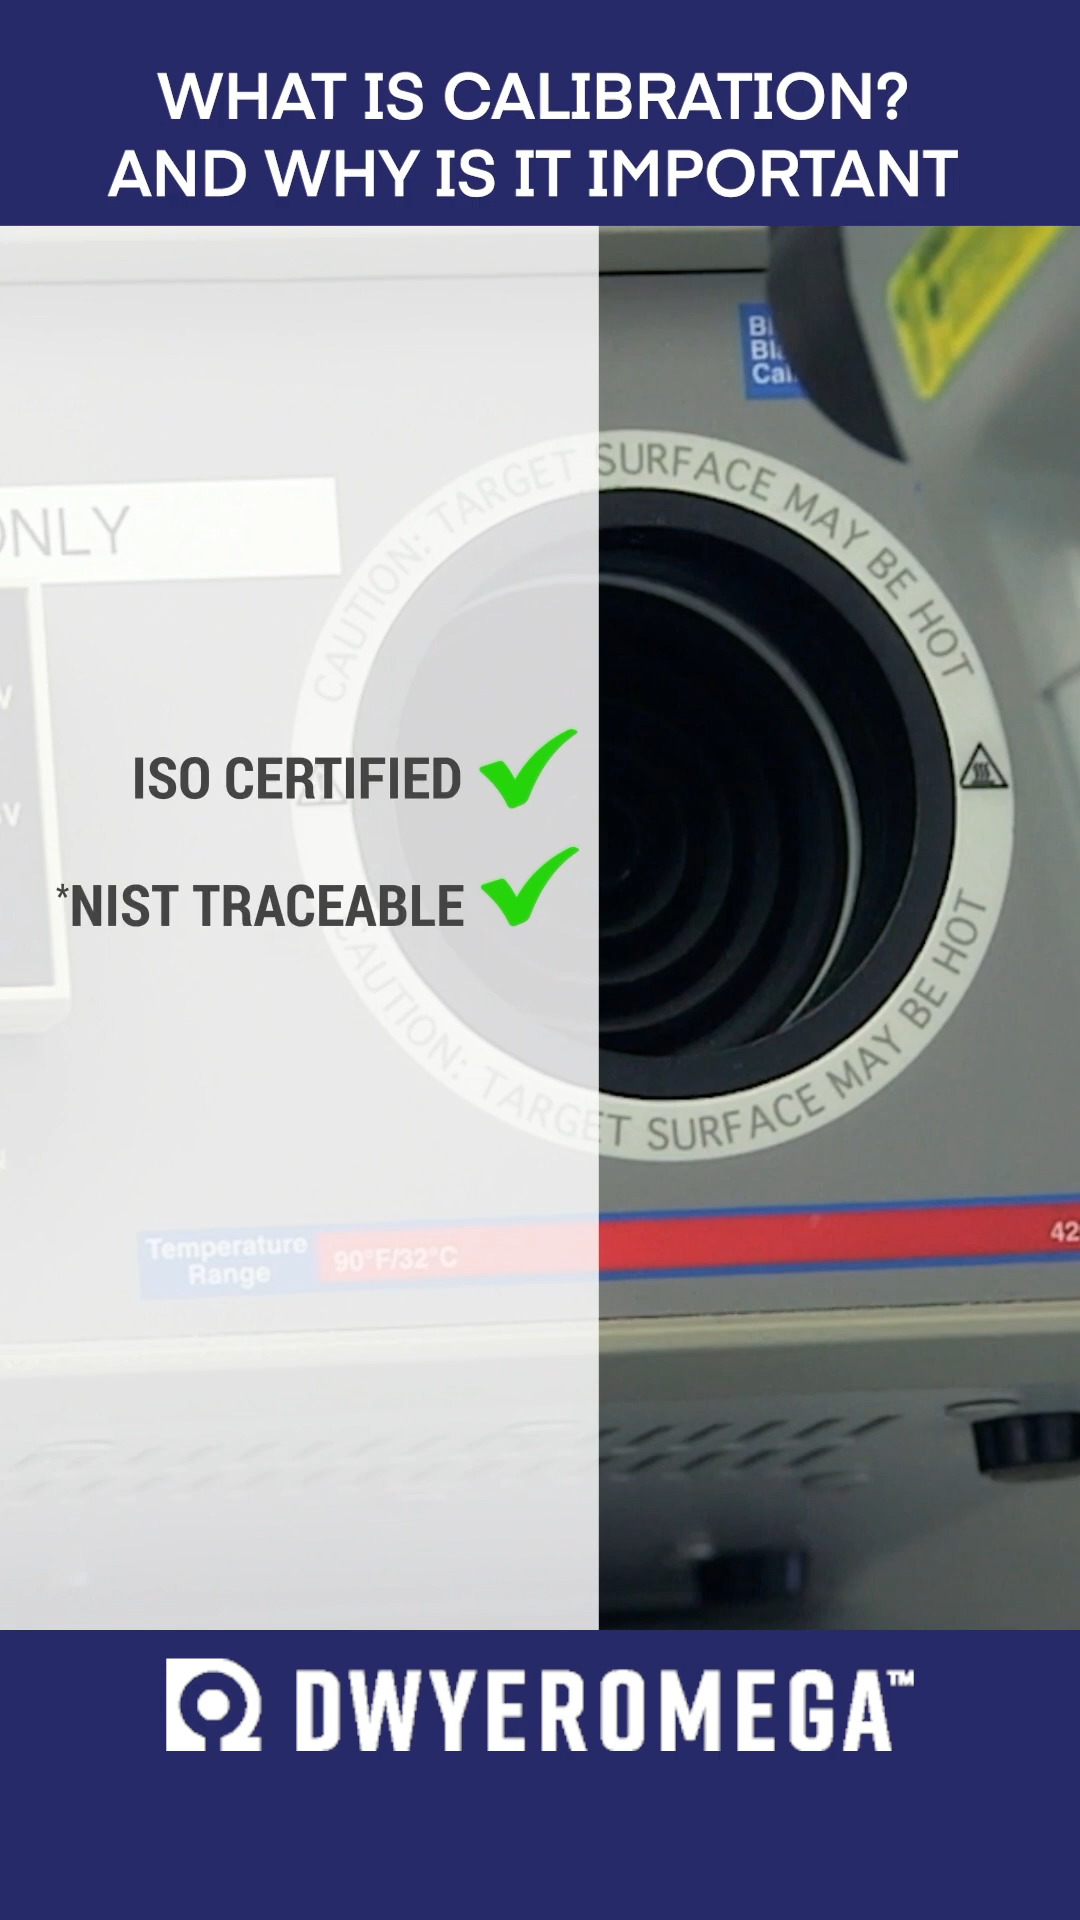 WHAT IS CALIBRATION?
AND WHY IS IT IMPORTANT
CAUTION: TARGET SURFACE MAY BE HOT
ONLY
ISO CERTIFIED
*NIST TRACEABLE
CAUTION: TARGET SURFACE MAY BE HOT
Temperature
Range
90°F/32°C
42
DWYEROMEGA™